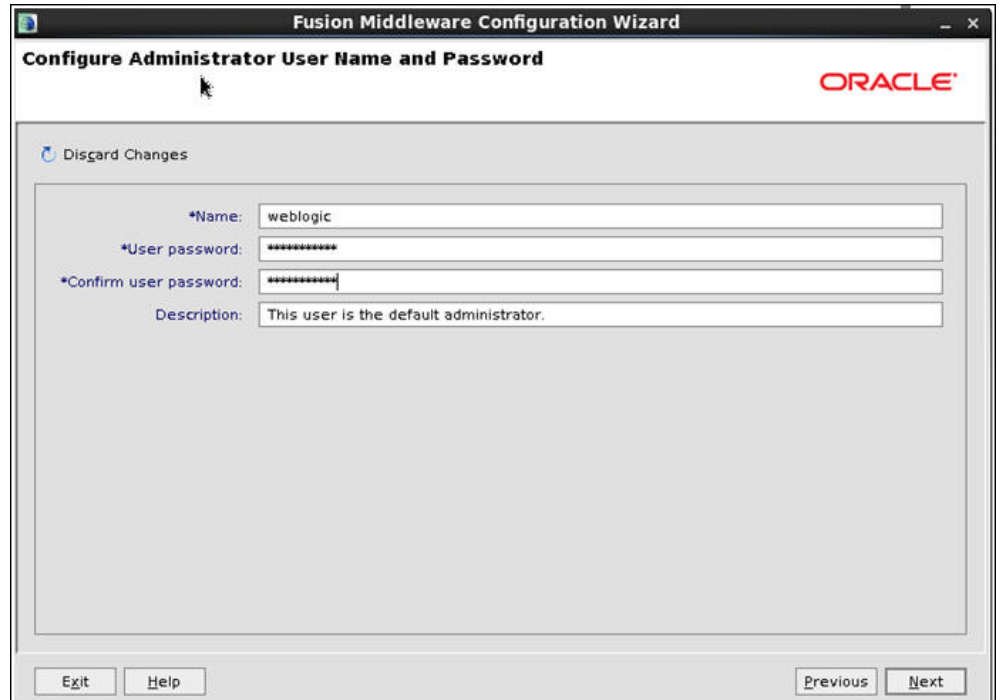 Fusion Middleware Configuration Wizard
Configure Administrator User Name and Password
ORACLE
Discard Changes
*Name: weblogic
*User password: ***********
*Confirm user password: ***********
Description: This user is the default administrator.
Exit Help Previous Next